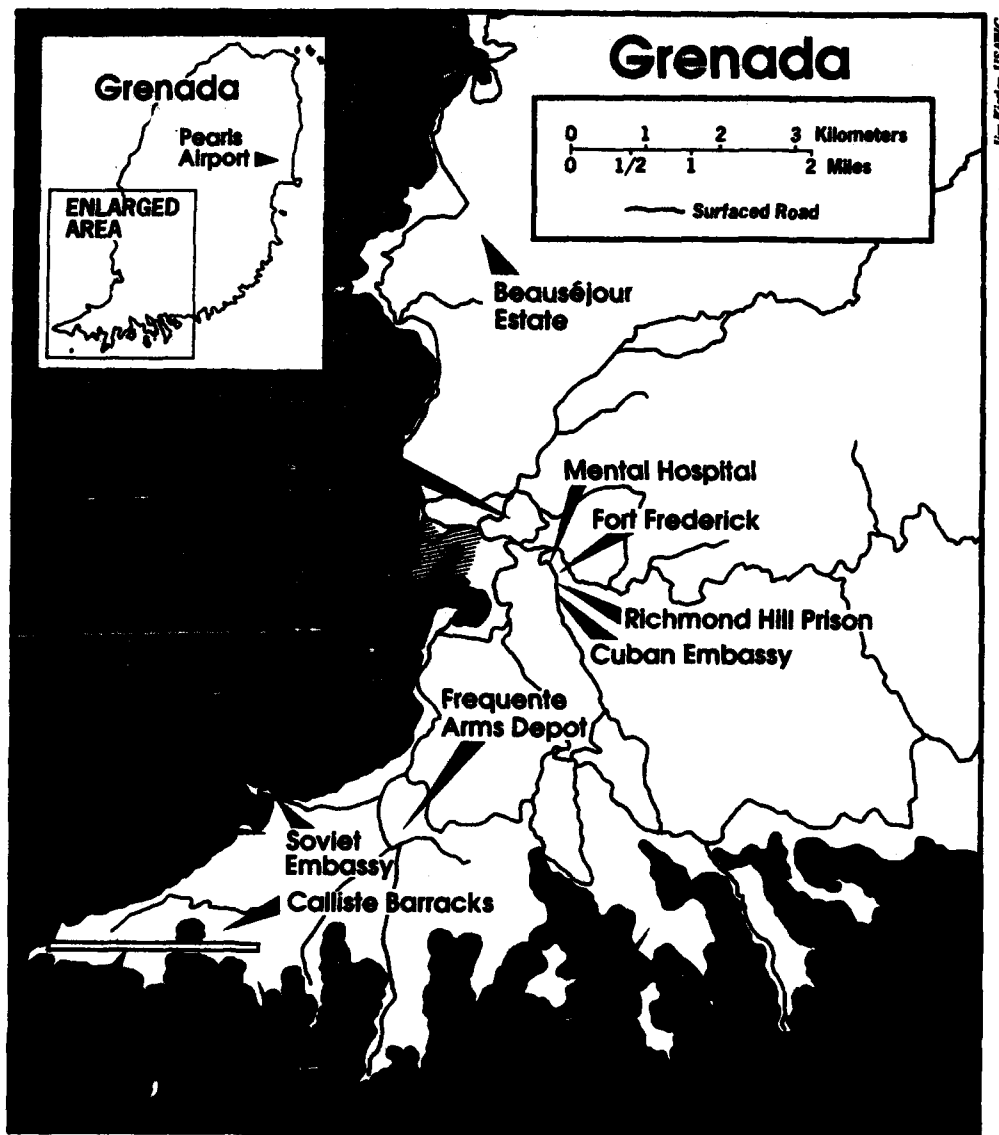 Grenada
Pearls
Airport
ENLARGED
AREA
Grenada
0 1 2 3 Kilometers
0 1/2 1 2 Miles
Surfaced Road
Beauséjour
Estate
Mental Hospital
Fort Frederick
Richmond Hill Prison
Cuban Embassy
Frequente
Arms Depot
Soviet
Embassy
Calliste Barracks